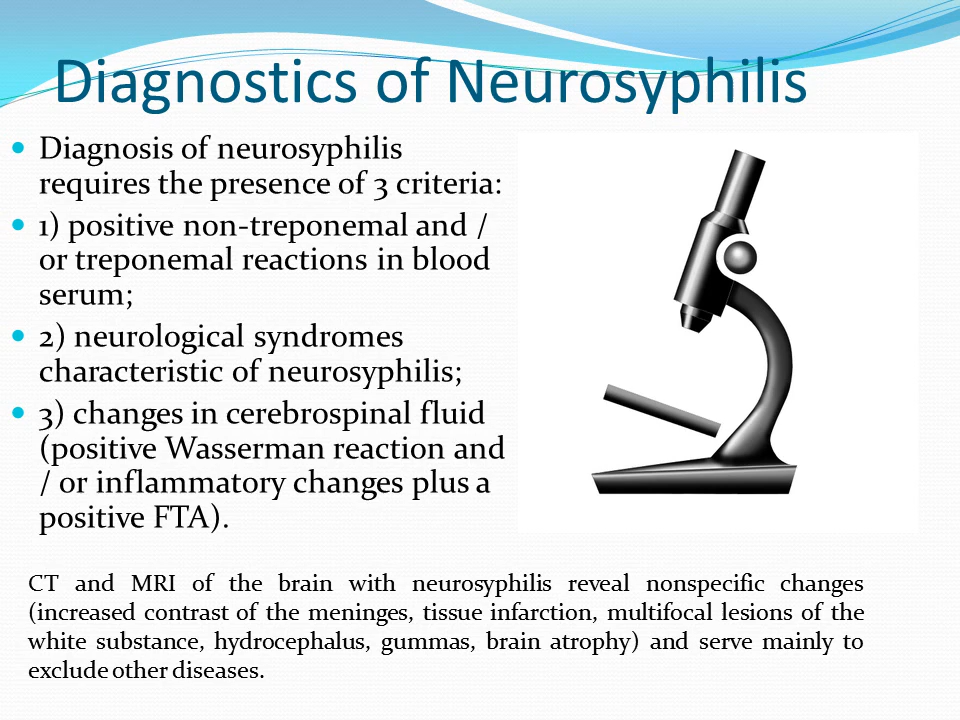 Diagnostics of Neurosyphilis
Diagnosis of neurosyphilis
requires the presence of 3 criteria:
1) positive non-treponemal and /
or treponemal reactions in blood
serum;
2) neurological syndromes
characteristic of neurosyphilis;
3) changes in cerebrospinal fluid
(positive Wasserman reaction and
/ or inflammatory changes plus a
positive FTA).
CT and MRI of the brain with neurosyphilis reveal nonspecific changes
(increased contrast of the meninges, tissue infarction, multifocal lesions of the
white substance, hydrocephalus, gummas, brain atrophy) and serve mainly to
exclude other diseases.